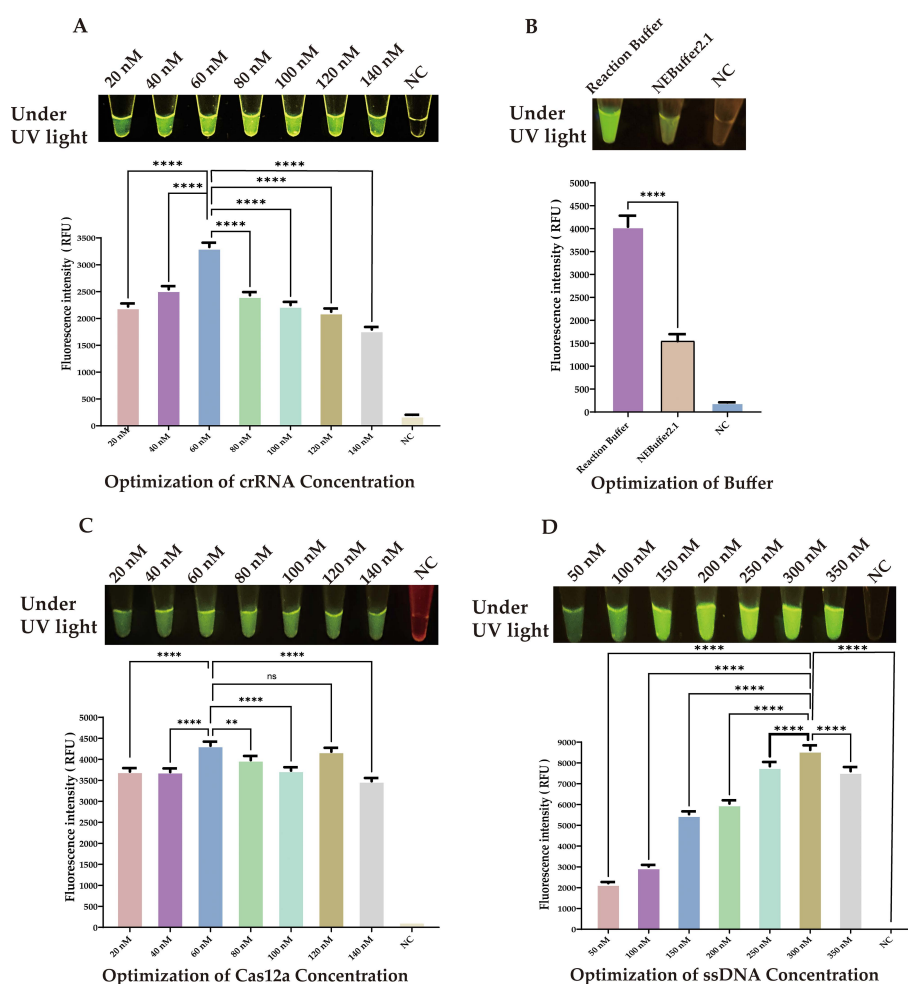 A
20 nM 40 nM 60 nM 80 nM 100 nM 120 nM 140 nM NC
Under
UV light
**** ****
**** ****
****
****
Fluorescence intensity ( RFU )
3500
3000
2500
2000
1500
1000
500
0
20 nM 40 nM 60 nM 80 nM 100 nM 120 nM 140 nM NC
Optimization of crRNA Concentration
B
Reaction Buffer NEBuffer2.1 NC
Under
UV light
****
Fluorescence intensity ( RFU )
5000
4500
4000
3500
3000
2500
2000
1500
1000
500
0
Reaction Buffer NEBuffer2.1 NC
Optimization of Buffer
C
20 nM 40 nM 60 nM 80 nM 100 nM 120 nM 140 nM NC
Under
UV light
**** ****
ns
****
**** **
Fluorescence intensity ( RFU )
5000
4500
4000
3500
3000
2500
2000
1500
1000
500
0
20 nM 40 nM 60 nM 80 nM 100 nM 120 nM 140 nM NC
Optimization of Cas12a Concentration
D
50 nM 100 nM 150 nM 200 nM 250 nM 300 nM 350 nM NC
Under
UV light
**** ****
****
****
****
**** ****
Fluorescence intensity ( RFU )
9000
8000
7000
6000
5000
4000
3000
2000
1000
0
50 nM 100 nM 150 nM 200 nM 250 nM 300 nM 350 nM NC
Optimization of ssDNA Concentration